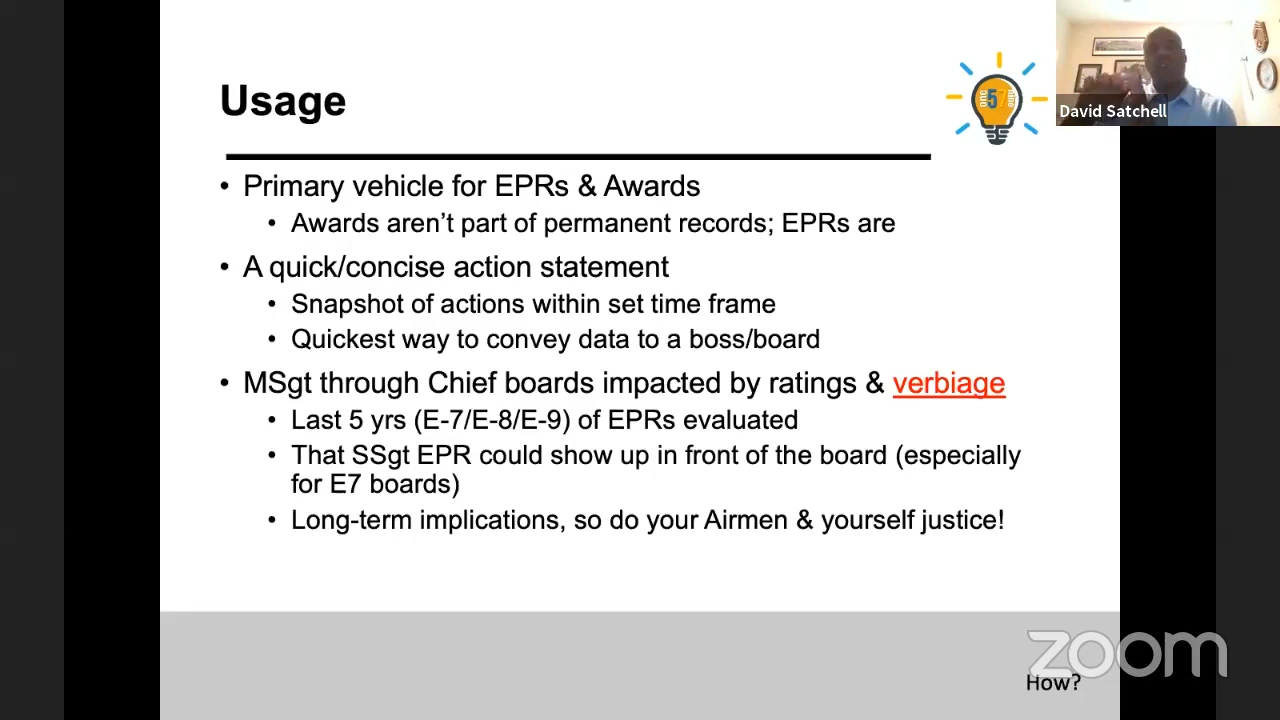 Usage
David Satchell
• Primary vehicle for EPRs & Awards
• Awards aren’t part of permanent records; EPRs are
• A quick/concise action statement
• Snapshot of actions within set time frame
• Quickest way to convey data to a boss/board
• MSgt through Chief boards impacted by ratings & verbiage
• Last 5 yrs (E-7/E-8/E-9) of EPRs evaluated
• That SSgt EPR could show up in front of the board (especially
for E7 boards)
• Long-term implications, so do your Airmen & yourself justice!
zoom
How?